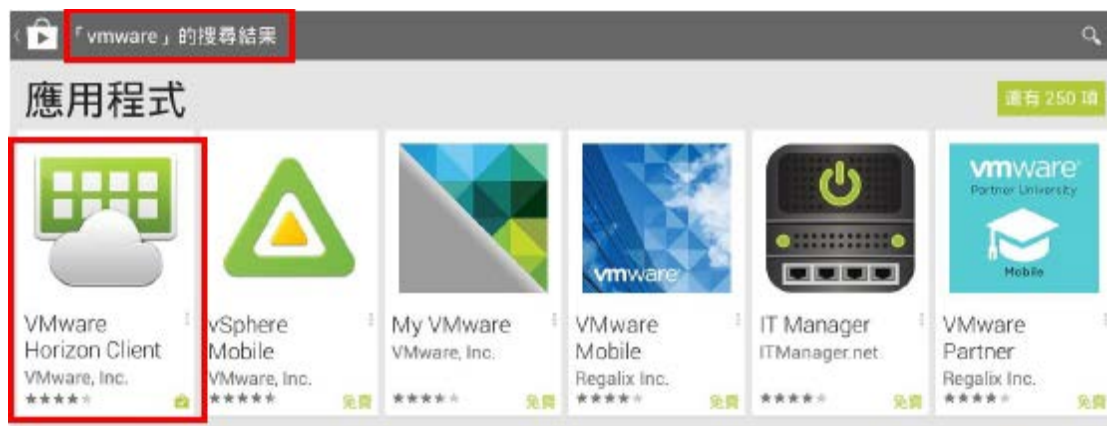 「vmware」的搜尋結果
應用程式
還有 250 項
vmware
vmware
Partner University
Mobile
VMware
Horizon Client
VMware, Inc.
vSphere
Mobile
VMware, Inc.
免費
My VMware
VMware, Inc.
免費
VMware
Mobile
Regalix Inc.
免費
IT Manager
ITManager.net
免費
VMware
Partner
Regalix Inc.
免費